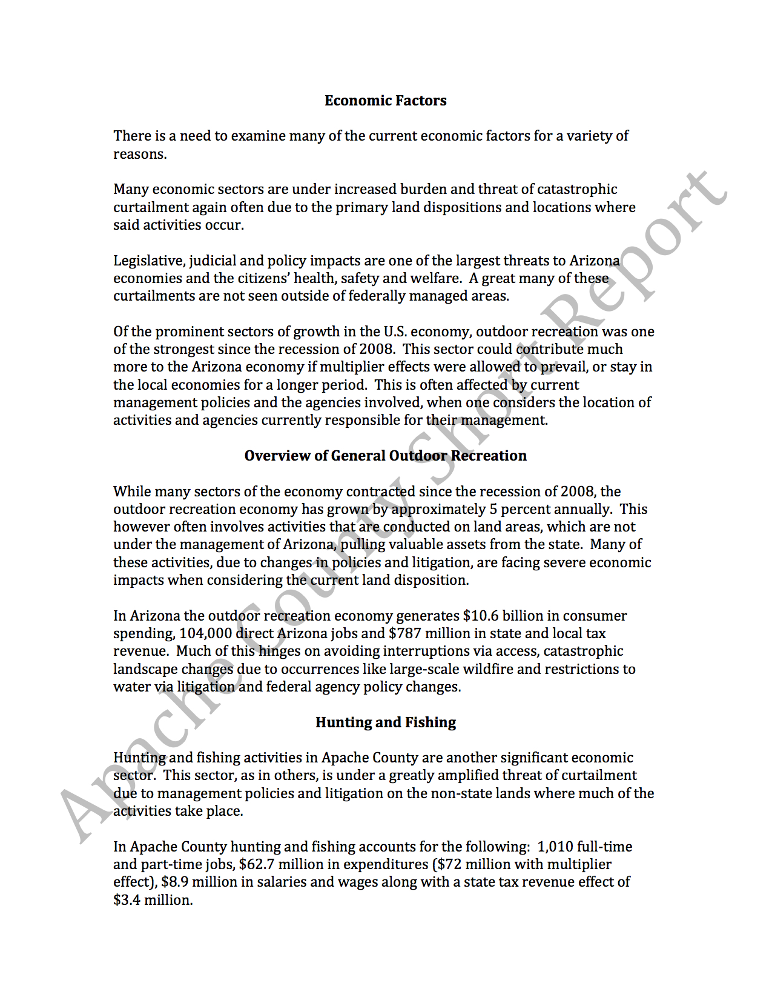 Economic Factors
There is a need to examine many of the current economic factors for a variety of
reasons.
Many economic sectors are under increased burden and threat of catastrophic
curtailment again often due to the primary land dispositions and locations where
said activities occur.
Legislative, judicial and policy impacts are one of the largest threats to Arizona
economies and the citizens’ health, safety and welfare.  A great many of these
curtailments are not seen outside of federally managed areas.
Of the prominent sectors of growth in the U.S. economy, outdoor recreation was one
of the strongest since the recession of 2008.  This sector could contribute much
more to the Arizona economy if multiplier effects were allowed to prevail, or stay in
the local economies for a longer period.  This is often affected by current
management policies and the agencies involved, when one considers the location of
activities and agencies currently responsible for their management.
Overview of General Outdoor Recreation
While many sectors of the economy contracted since the recession of 2008, the
outdoor recreation economy has grown by approximately 5 percent annually.  This
however often involves activities that are conducted on land areas, which are not
under the management of Arizona, pulling valuable assets from the state.  Many of
these activities, due to changes in policies and litigation, are facing severe economic
impacts when considering the current land disposition.
In Arizona the outdoor recreation economy generates $10.6 billion in consumer
spending, 104,000 direct Arizona jobs and $787 million in state and local tax
revenue.  Much of this hinges on avoiding interruptions via access, catastrophic
landscape changes due to occurrences like large-scale wildfire and restrictions to
water via litigation and federal agency policy changes.
Hunting and Fishing
Hunting and fishing activities in Apache County are another significant economic
sector.  This sector, as in others, is under a greatly amplified threat of curtailment
due to management policies and litigation on the non-state lands where much of the
activities take place.
In Apache County hunting and fishing accounts for the following:  1,010 full-time
and part-time jobs, $62.7 million in expenditures ($72 million with multiplier
effect), $8.9 million in salaries and wages along with a state tax revenue effect of
$3.4 million.
Apache County Short Report